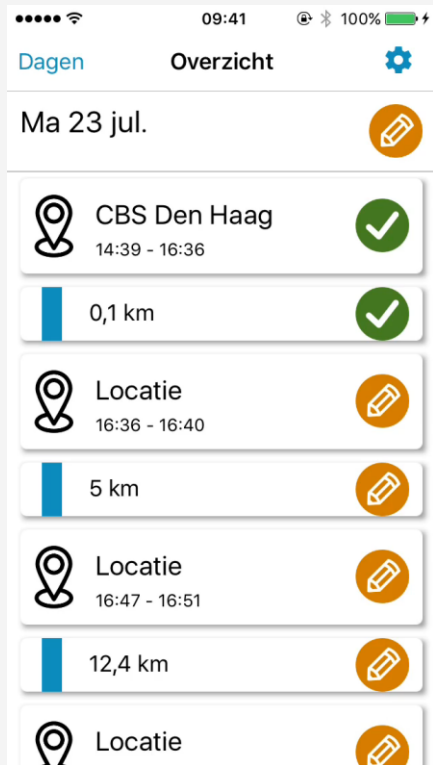 09:41 100%
Dagen Overzicht
Ma 23 jul.
CBS Den Haag
14:39 - 16:36
0,1 km
Locatie
16:36 - 16:40
5 km
Locatie
16:47 - 16:51
12,4 km
Locatie